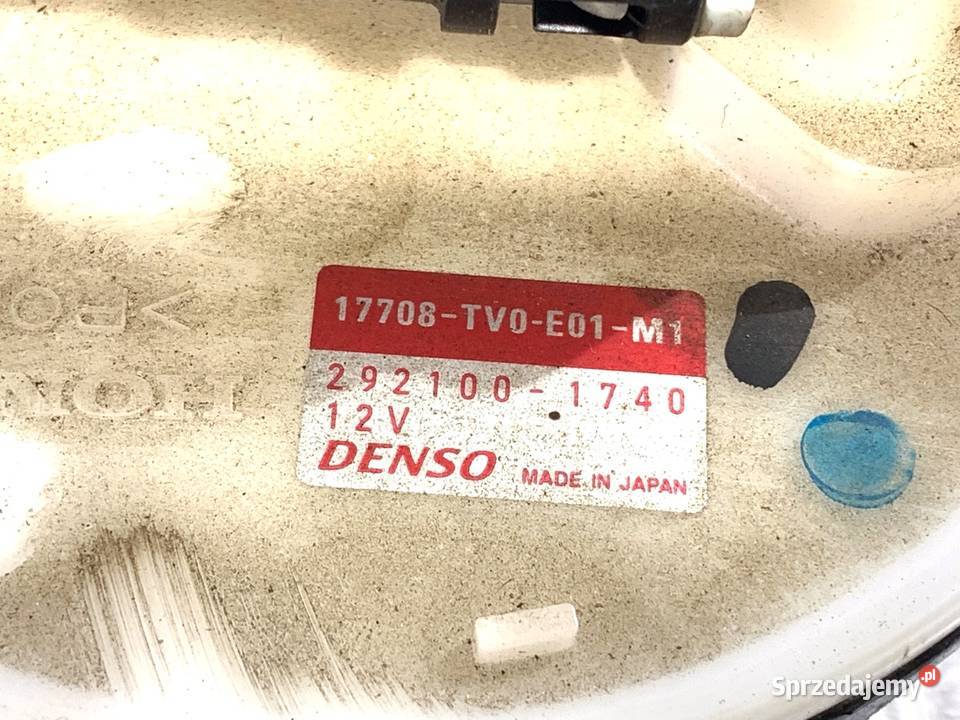 17708-TV0-E01-M1
292100-1740
12V
DENSO MADE IN JAPAN
Sprzedajemy.pl